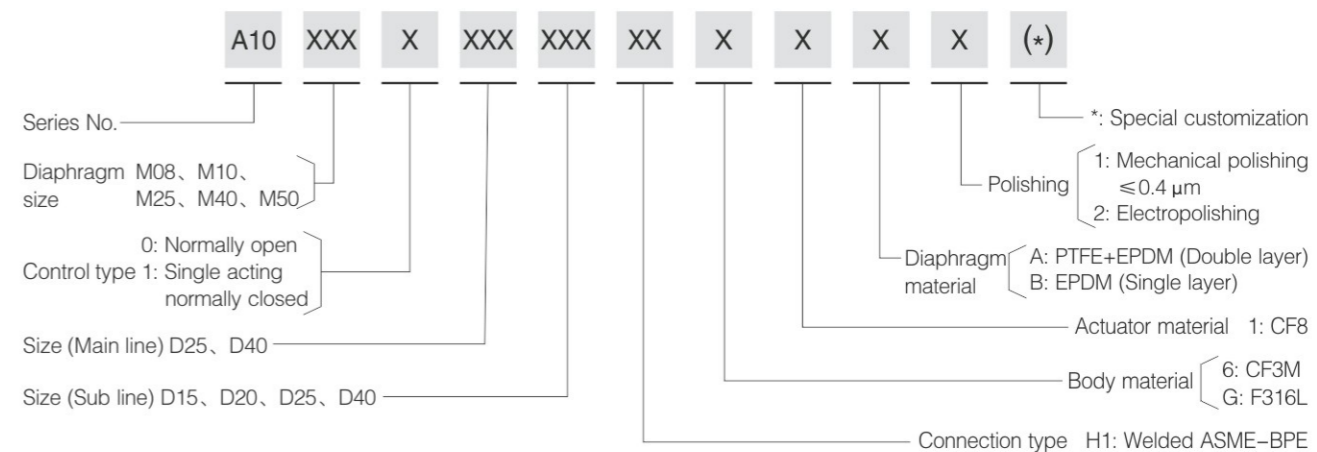 A10 XXX X XXX XXX XX X X X X (*)
Series No.
*: Special customization
Diaphragm size M08、M10、
M25、M40、M50
Polishing
1: Mechanical polishing
≤0.4 μm
2: Electropolishing
Control type
0: Normally open
1: Single acting
normally closed
Diaphragm material
A: PTFE+EPDM (Double layer)
B: EPDM (Single layer)
Actuator material 1: CF8
Size (Main line) D25、D40
Body material
6: CF3M
G: F316L
Size (Sub line) D15、D20、D25、D40
Connection type H1: Welded ASME–BPE